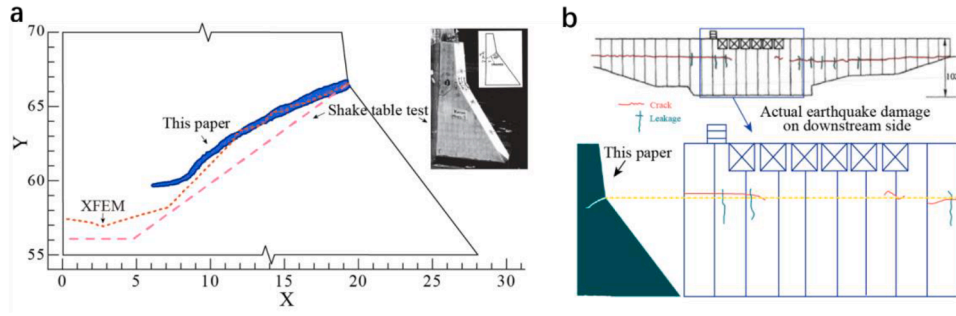 a
70
65
60
55
Y
This paper
Shake table test
XFEM
0 5 10 15 20 25 30
X
b
Crack
Leakage
Actual earthquake damage
on downstream side
This paper